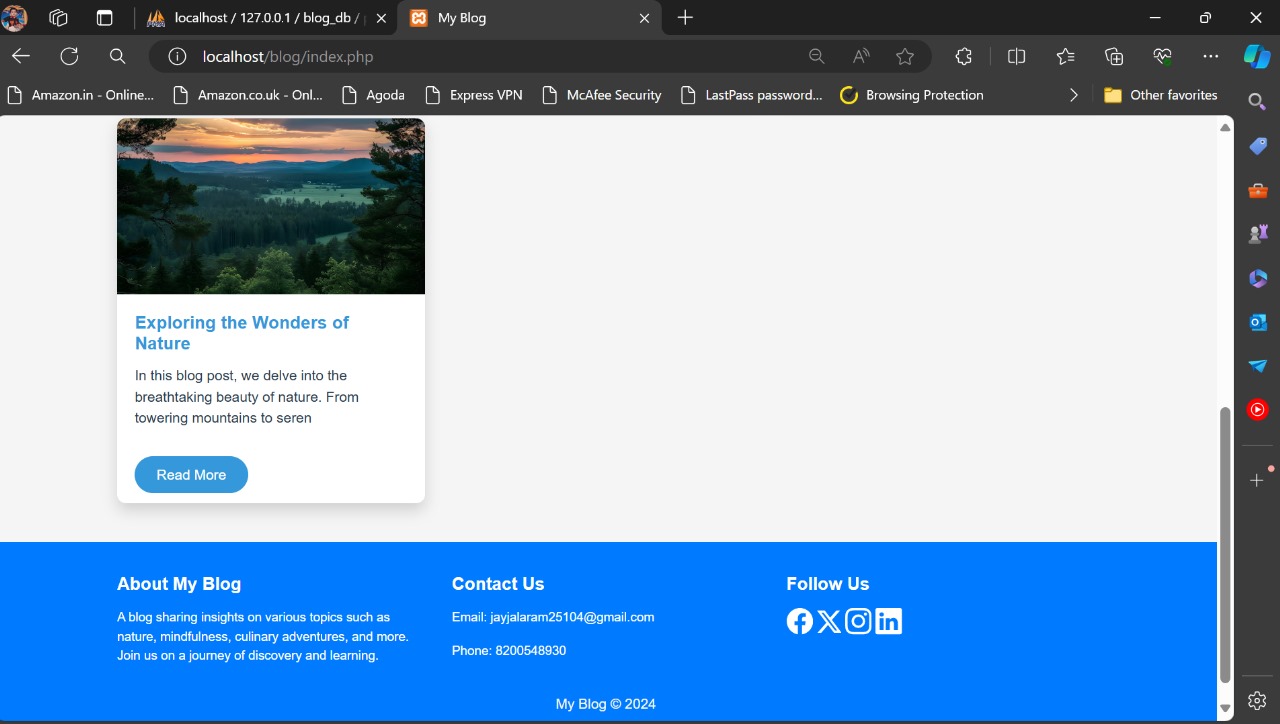 localhost / 127.0.0.1 / blog_db /
My Blog
localhost/blog/index.php
Amazon.in - Online...
Amazon.co.uk - Onl...
Agoda
Express VPN
McAfee Security
LastPass password...
Browsing Protection
Other favorites
Exploring the Wonders of
Nature
In this blog post, we delve into the
breathtaking beauty of nature. From
towering mountains to seren
Read More
About My Blog
A blog sharing insights on various topics such as
nature, mindfulness, culinary adventures, and more.
Join us on a journey of discovery and learning.
Contact Us
Email: jayjalaram25104@gmail.com
Phone: 8200548930
Follow Us
My Blog © 2024